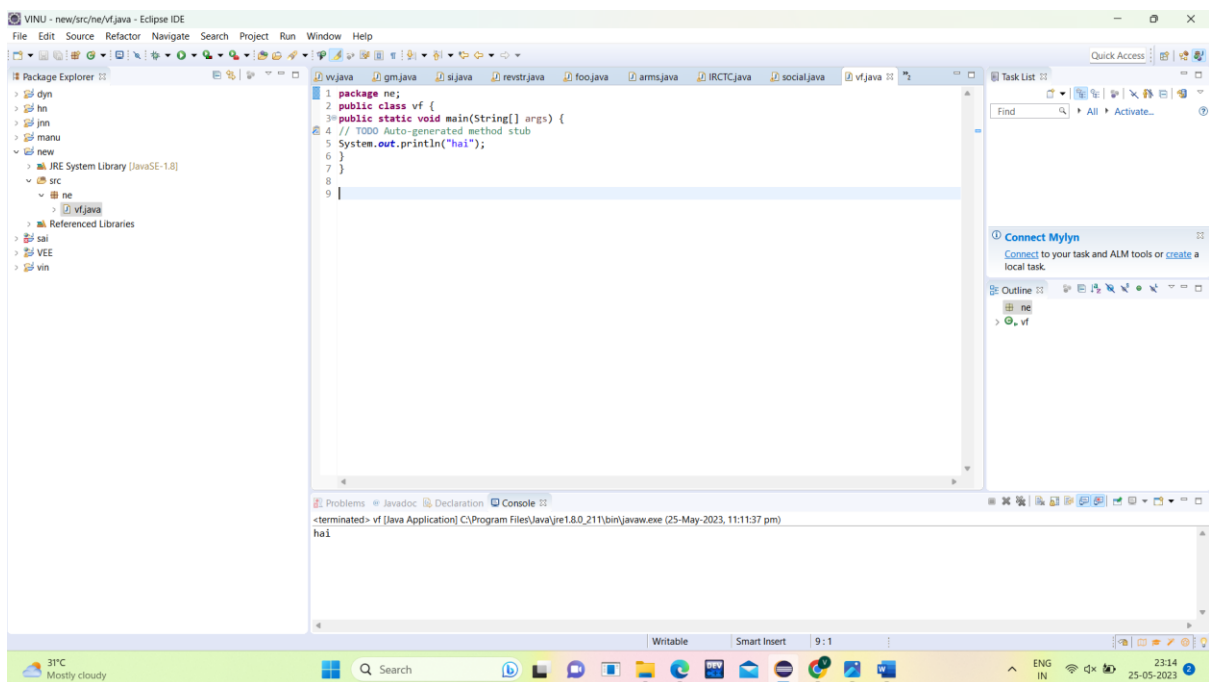 VINU - new/src/ne/vf.java - Eclipse IDE
File Edit Source Refactor Navigate Search Project Run Window Help
Quick Access
Package Explorer
dyn
hn
jnn
manu
new
JRE System Library [JavaSE-1.8]
src
ne
vf.java
Referenced Libraries
sai
VEE
vin
vv.java gm.java si.java revstr.java foo.java arms.java IRCTC.java social.java vf.java »2
1 package ne;
2 public class vf {
3 public static void main(String[] args) {
4 // TODO Auto-generated method stub
5 System.out.println("hai");
6 }
7 }
8
9
Task List
Find All Activate...
Connect Mylyn
Connect to your task and ALM tools or create a
local task.
Outline
ne
vf
Problems Javadoc Declaration Console
<terminated> vf [Java Application] C:\Program Files\Java\jre1.8.0_211\bin\javaw.exe (25-May-2023, 11:11:37 pm)
hai
Writable Smart Insert 9 : 1
31°C
Mostly cloudy
Search
DEV
ENG
IN
23:14
25-05-2023
2